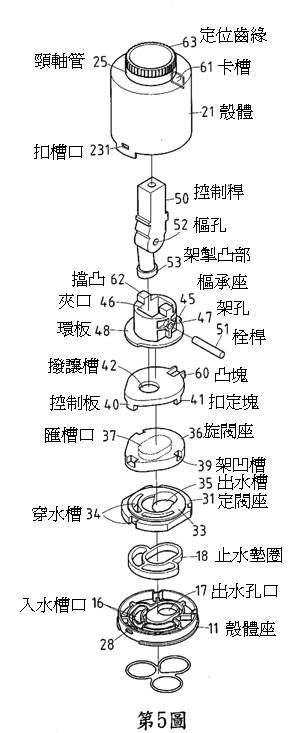 63 定位齒緣
頸軸管 25
61 卡槽
21 殼體
扣槽口 231
50 控制桿
52 樞孔
53 架掣凸部
擋凸 62
樞承座 45
夾口 46
架孔 47
環板 48
51 栓桿
撥讓槽 42
60 凸塊
控制板 40
41 扣定塊
匯槽口 37
36 旋閥座
39 架凹槽
35 出水槽
31 定閥座
穿水槽 34
33
18 止水墊圈
17 出水孔口
入水槽口 16
11 殼體座
28
第5圖